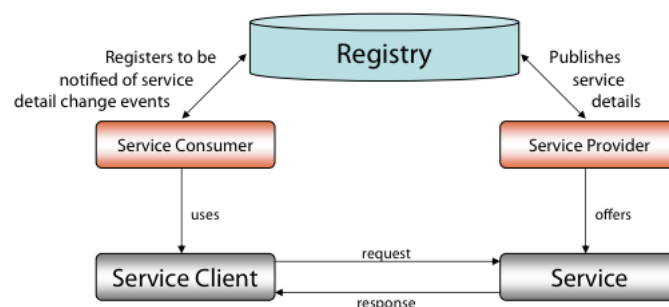 Registry
Registers to be
notified of service
detail change events
Publishes
service
details
Service Consumer
Service Provider
uses
offers
Service Client
request
response
Service